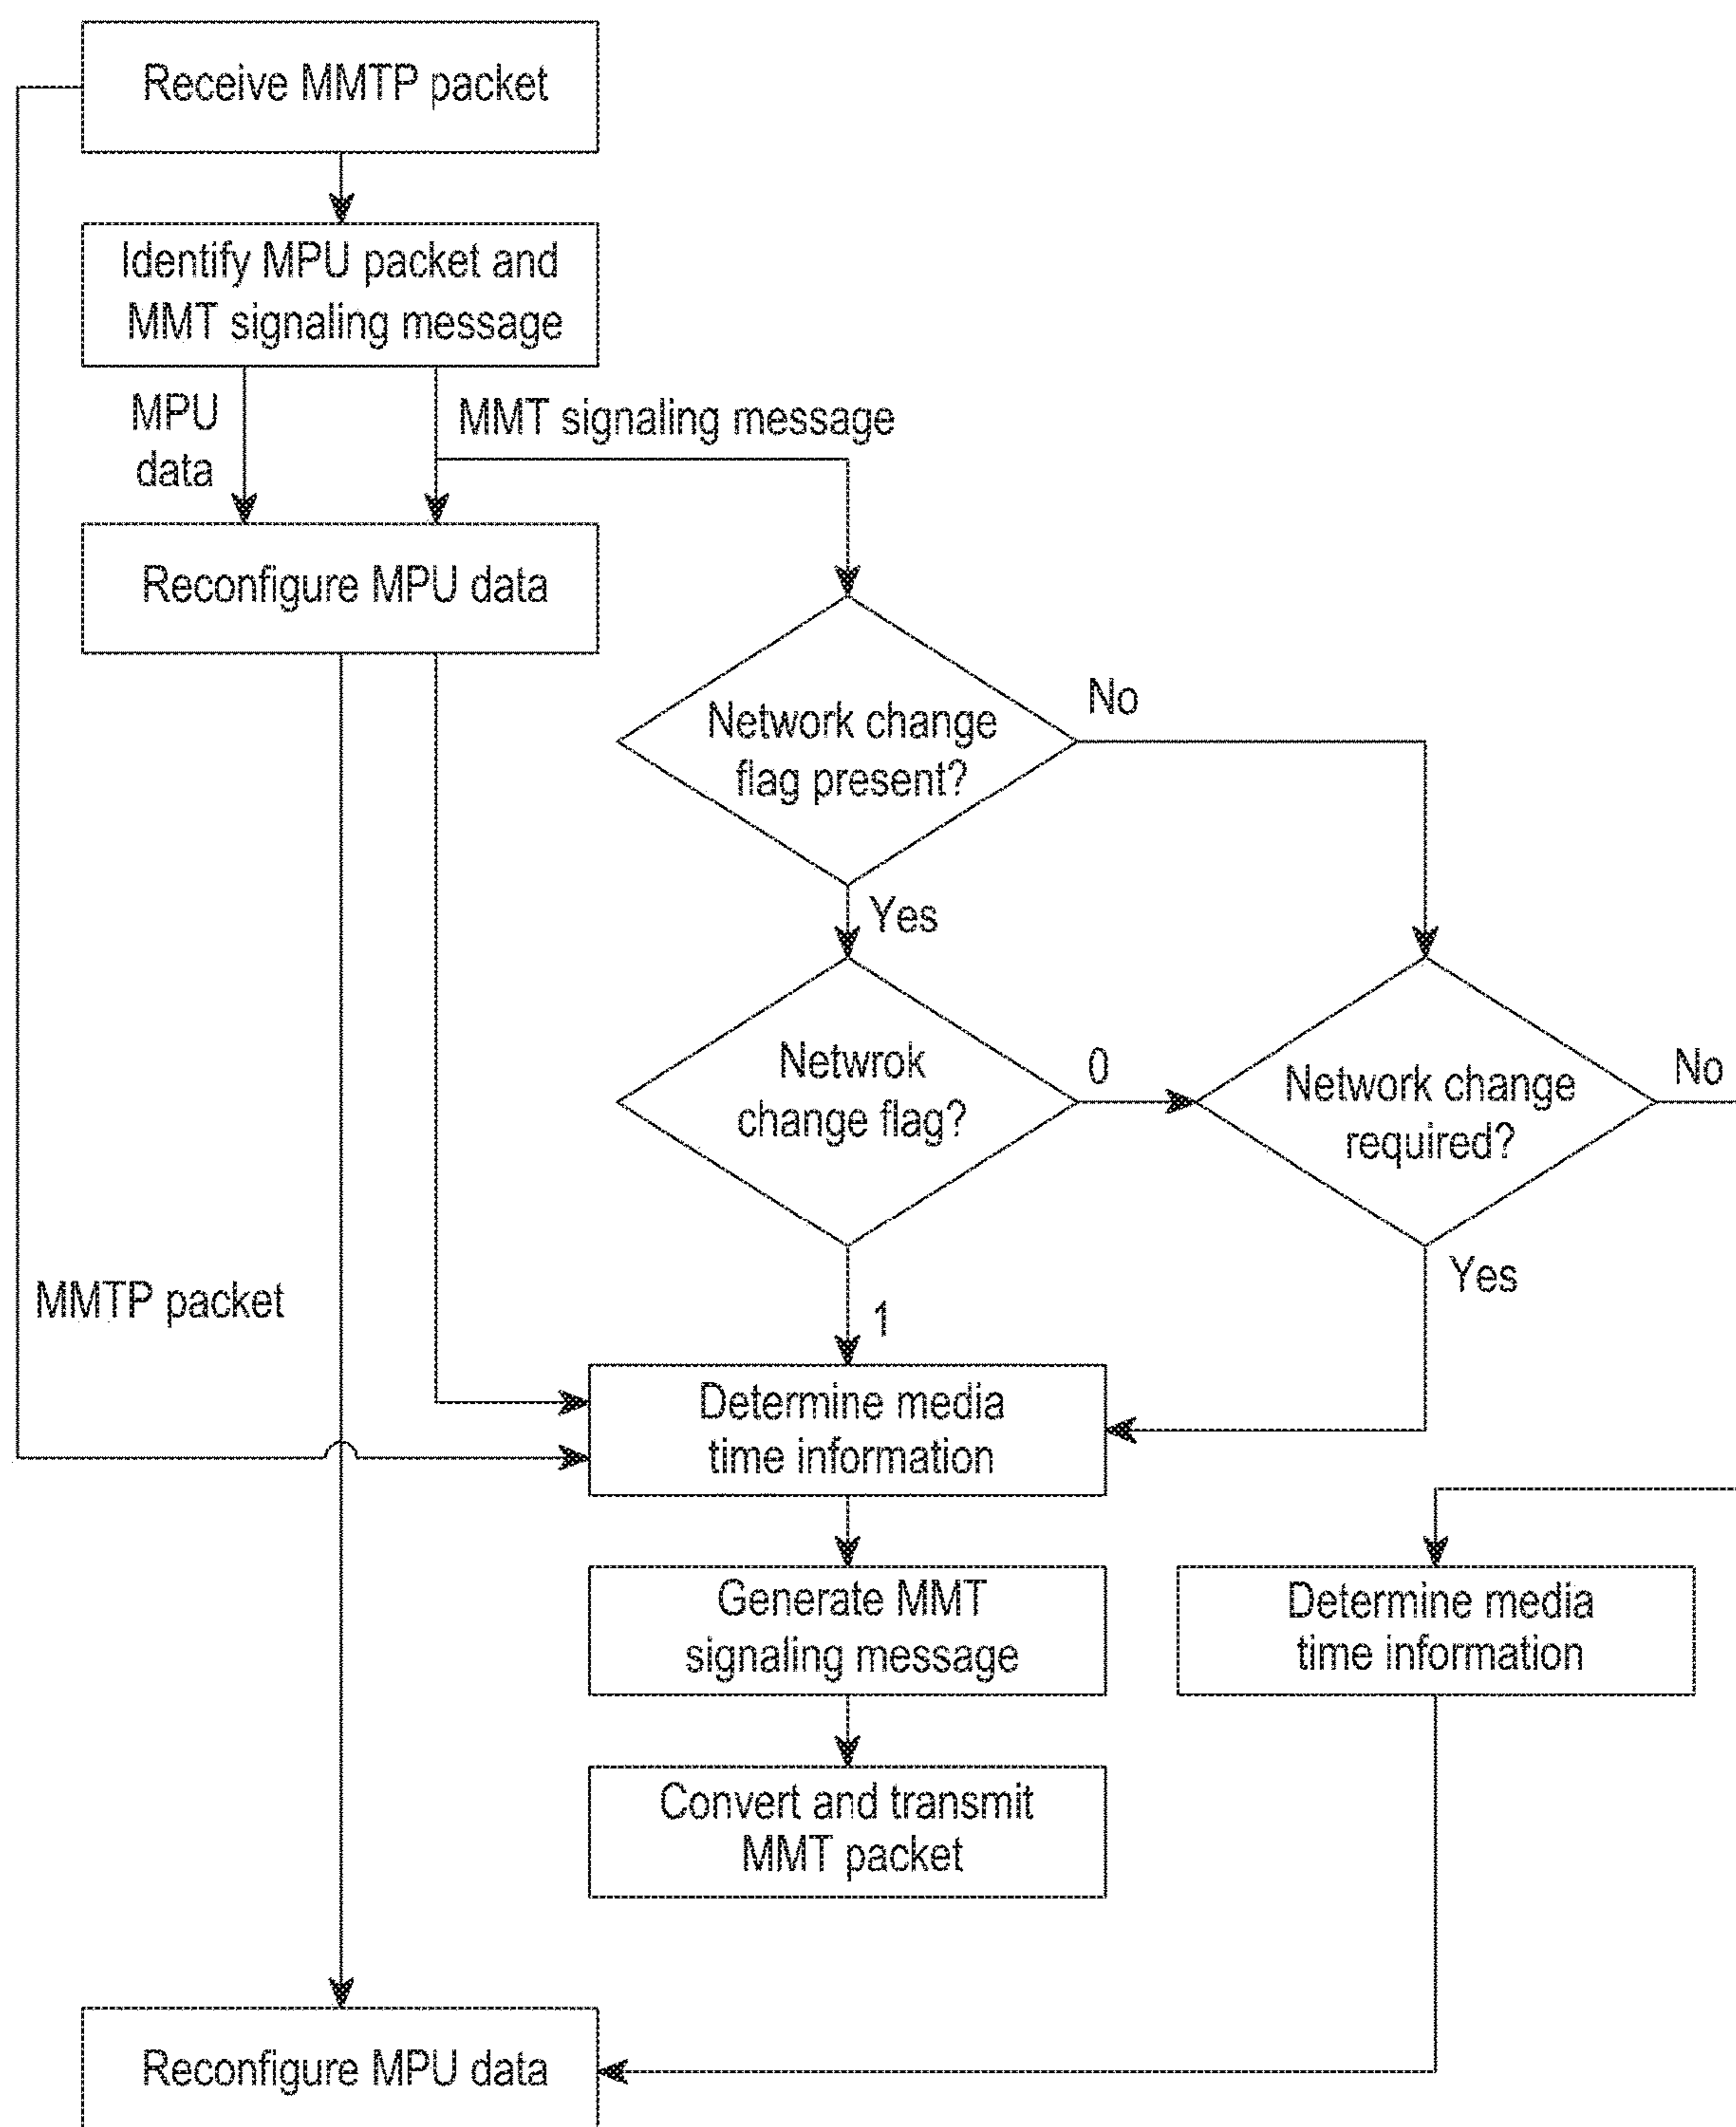 Receive MMTP packet
Identify MPU packet and
MMT signaling message
MPU
data
MMT signaling message
Reconfigure MPU data
Network change
flag present?
No
Yes
Netwrok
change flag?
0
Network change
required?
No
Yes
1
MMTP packet
Determine media
time information
Generate MMT
signaling message
Determine media
time information
Convert and transmit
MMT packet
Reconfigure MPU data